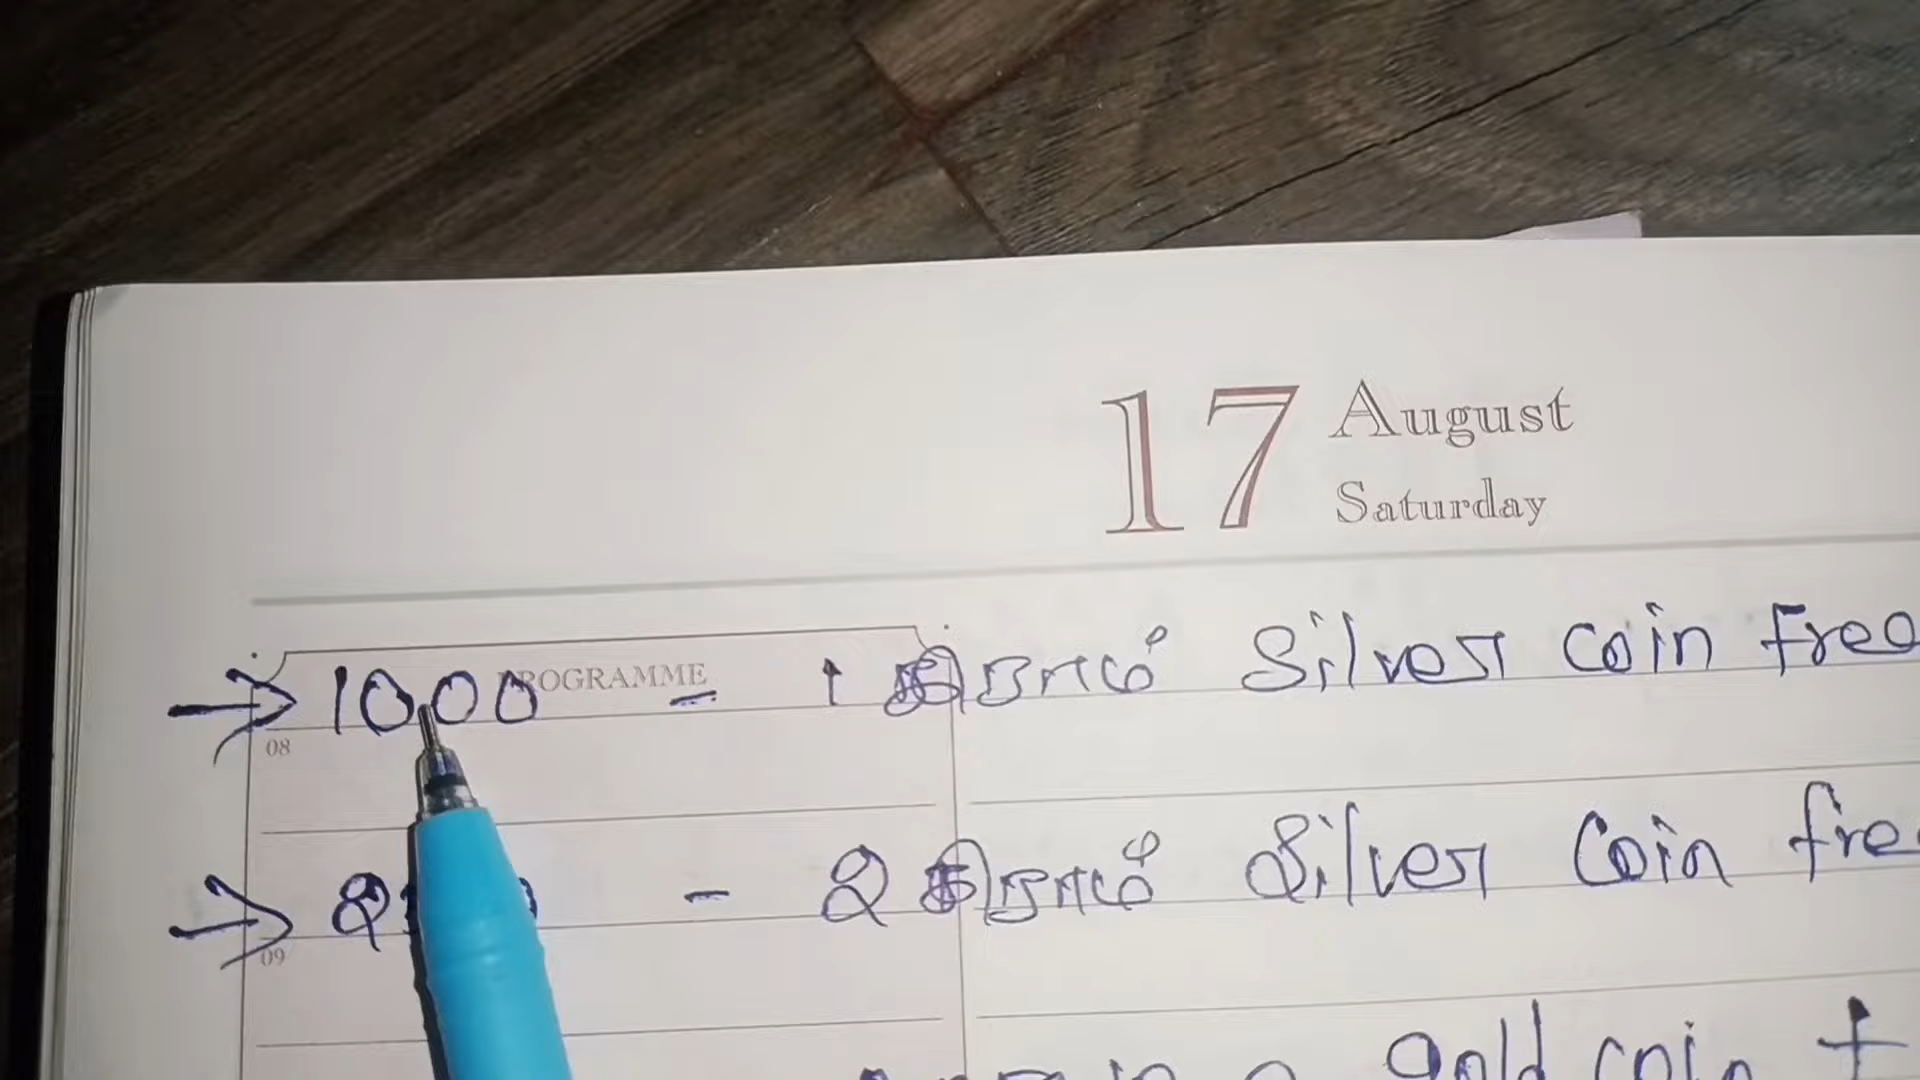 17 August
Saturday
PROGRAMME
→ 1000 - 1 கிராம் Silver coin Free
08
→ - 2 கிராம் Silver Coin free
09
gold coin +